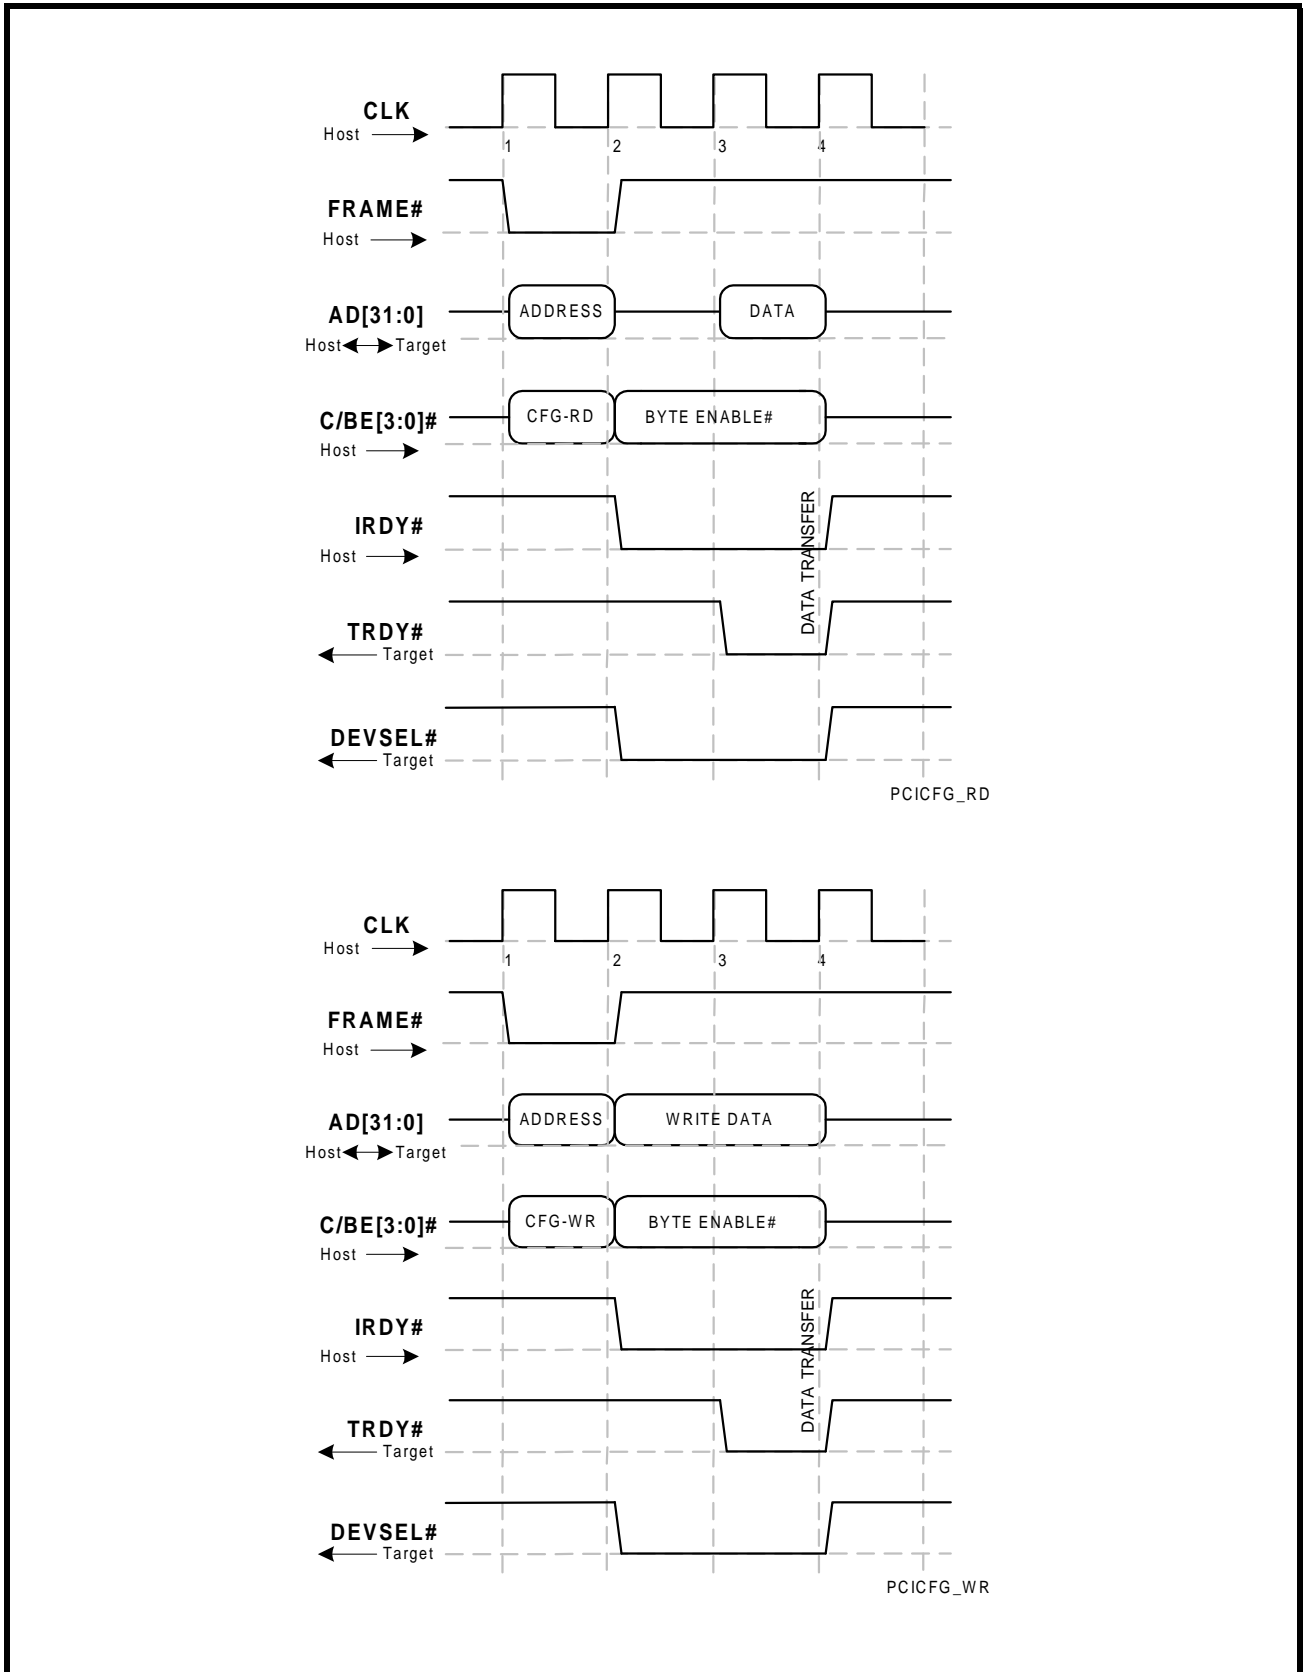 CLK
Host
1 2 3 4
FRAME#
Host
AD[31:0]
ADDRESS DATA
Host Target
C/BE[3:0]#
CFG-RD BYTE ENABLE#
Host
IRDY#
Host
DATA TRANSFER
TRDY#
Target
DEVSEL#
Target
PCICFG_RD
CLK
Host
1 2 3 4
FRAME#
Host
AD[31:0]
ADDRESS WRITE DATA
Host Target
C/BE[3:0]#
CFG-WR BYTE ENABLE#
Host
IRDY#
Host
DATA TRANSFER
TRDY#
Target
DEVSEL#
Target
PCICFG_WR